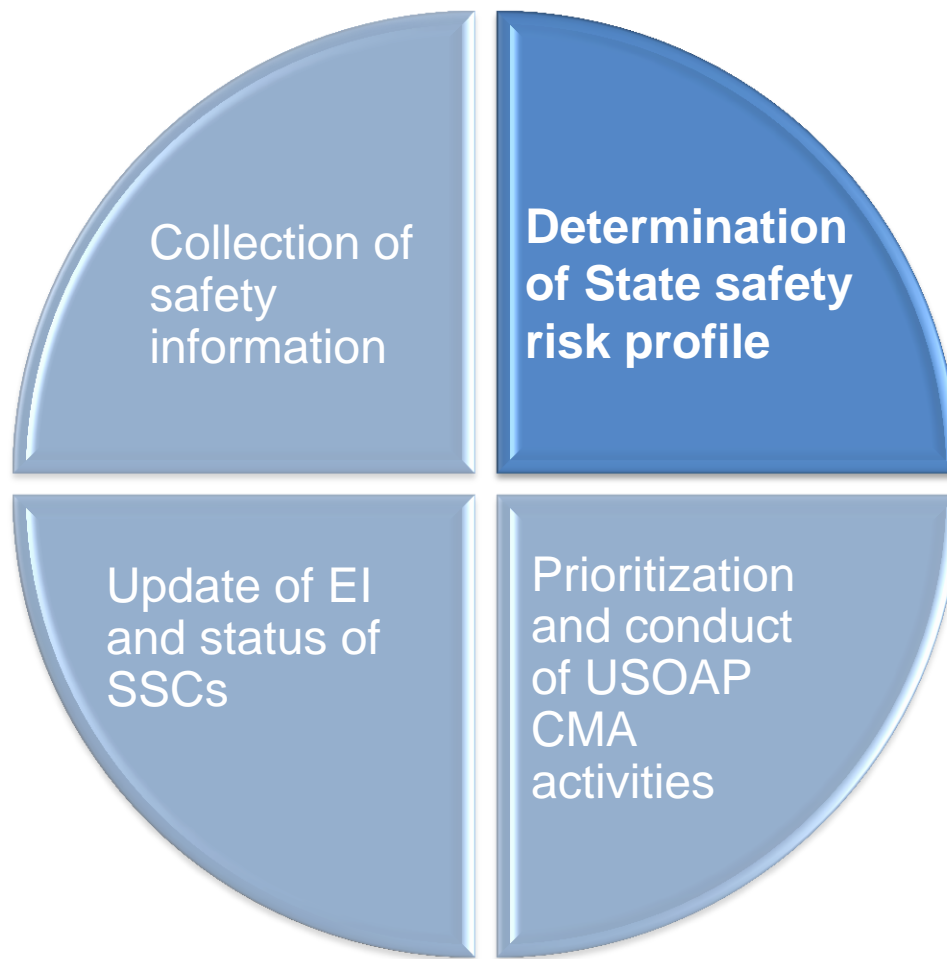 Collection of
safety
information
Determination
of State safety
risk profile
Update of EI
and status of
SSCs
Prioritization
and conduct
of USOAP
CMA
activities